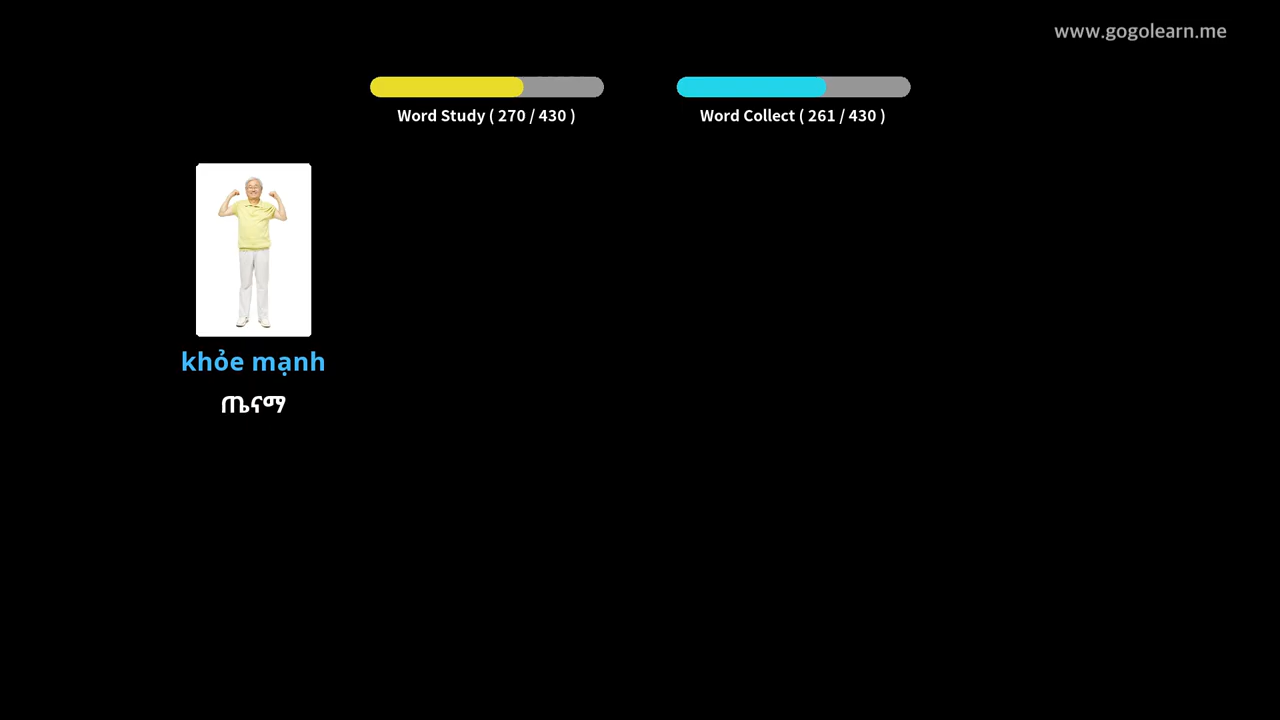 www.gogolearn.me
Word Study ( 270 / 430 )
Word Collect ( 261 / 430 )
khỏe mạnh
ጤናማ